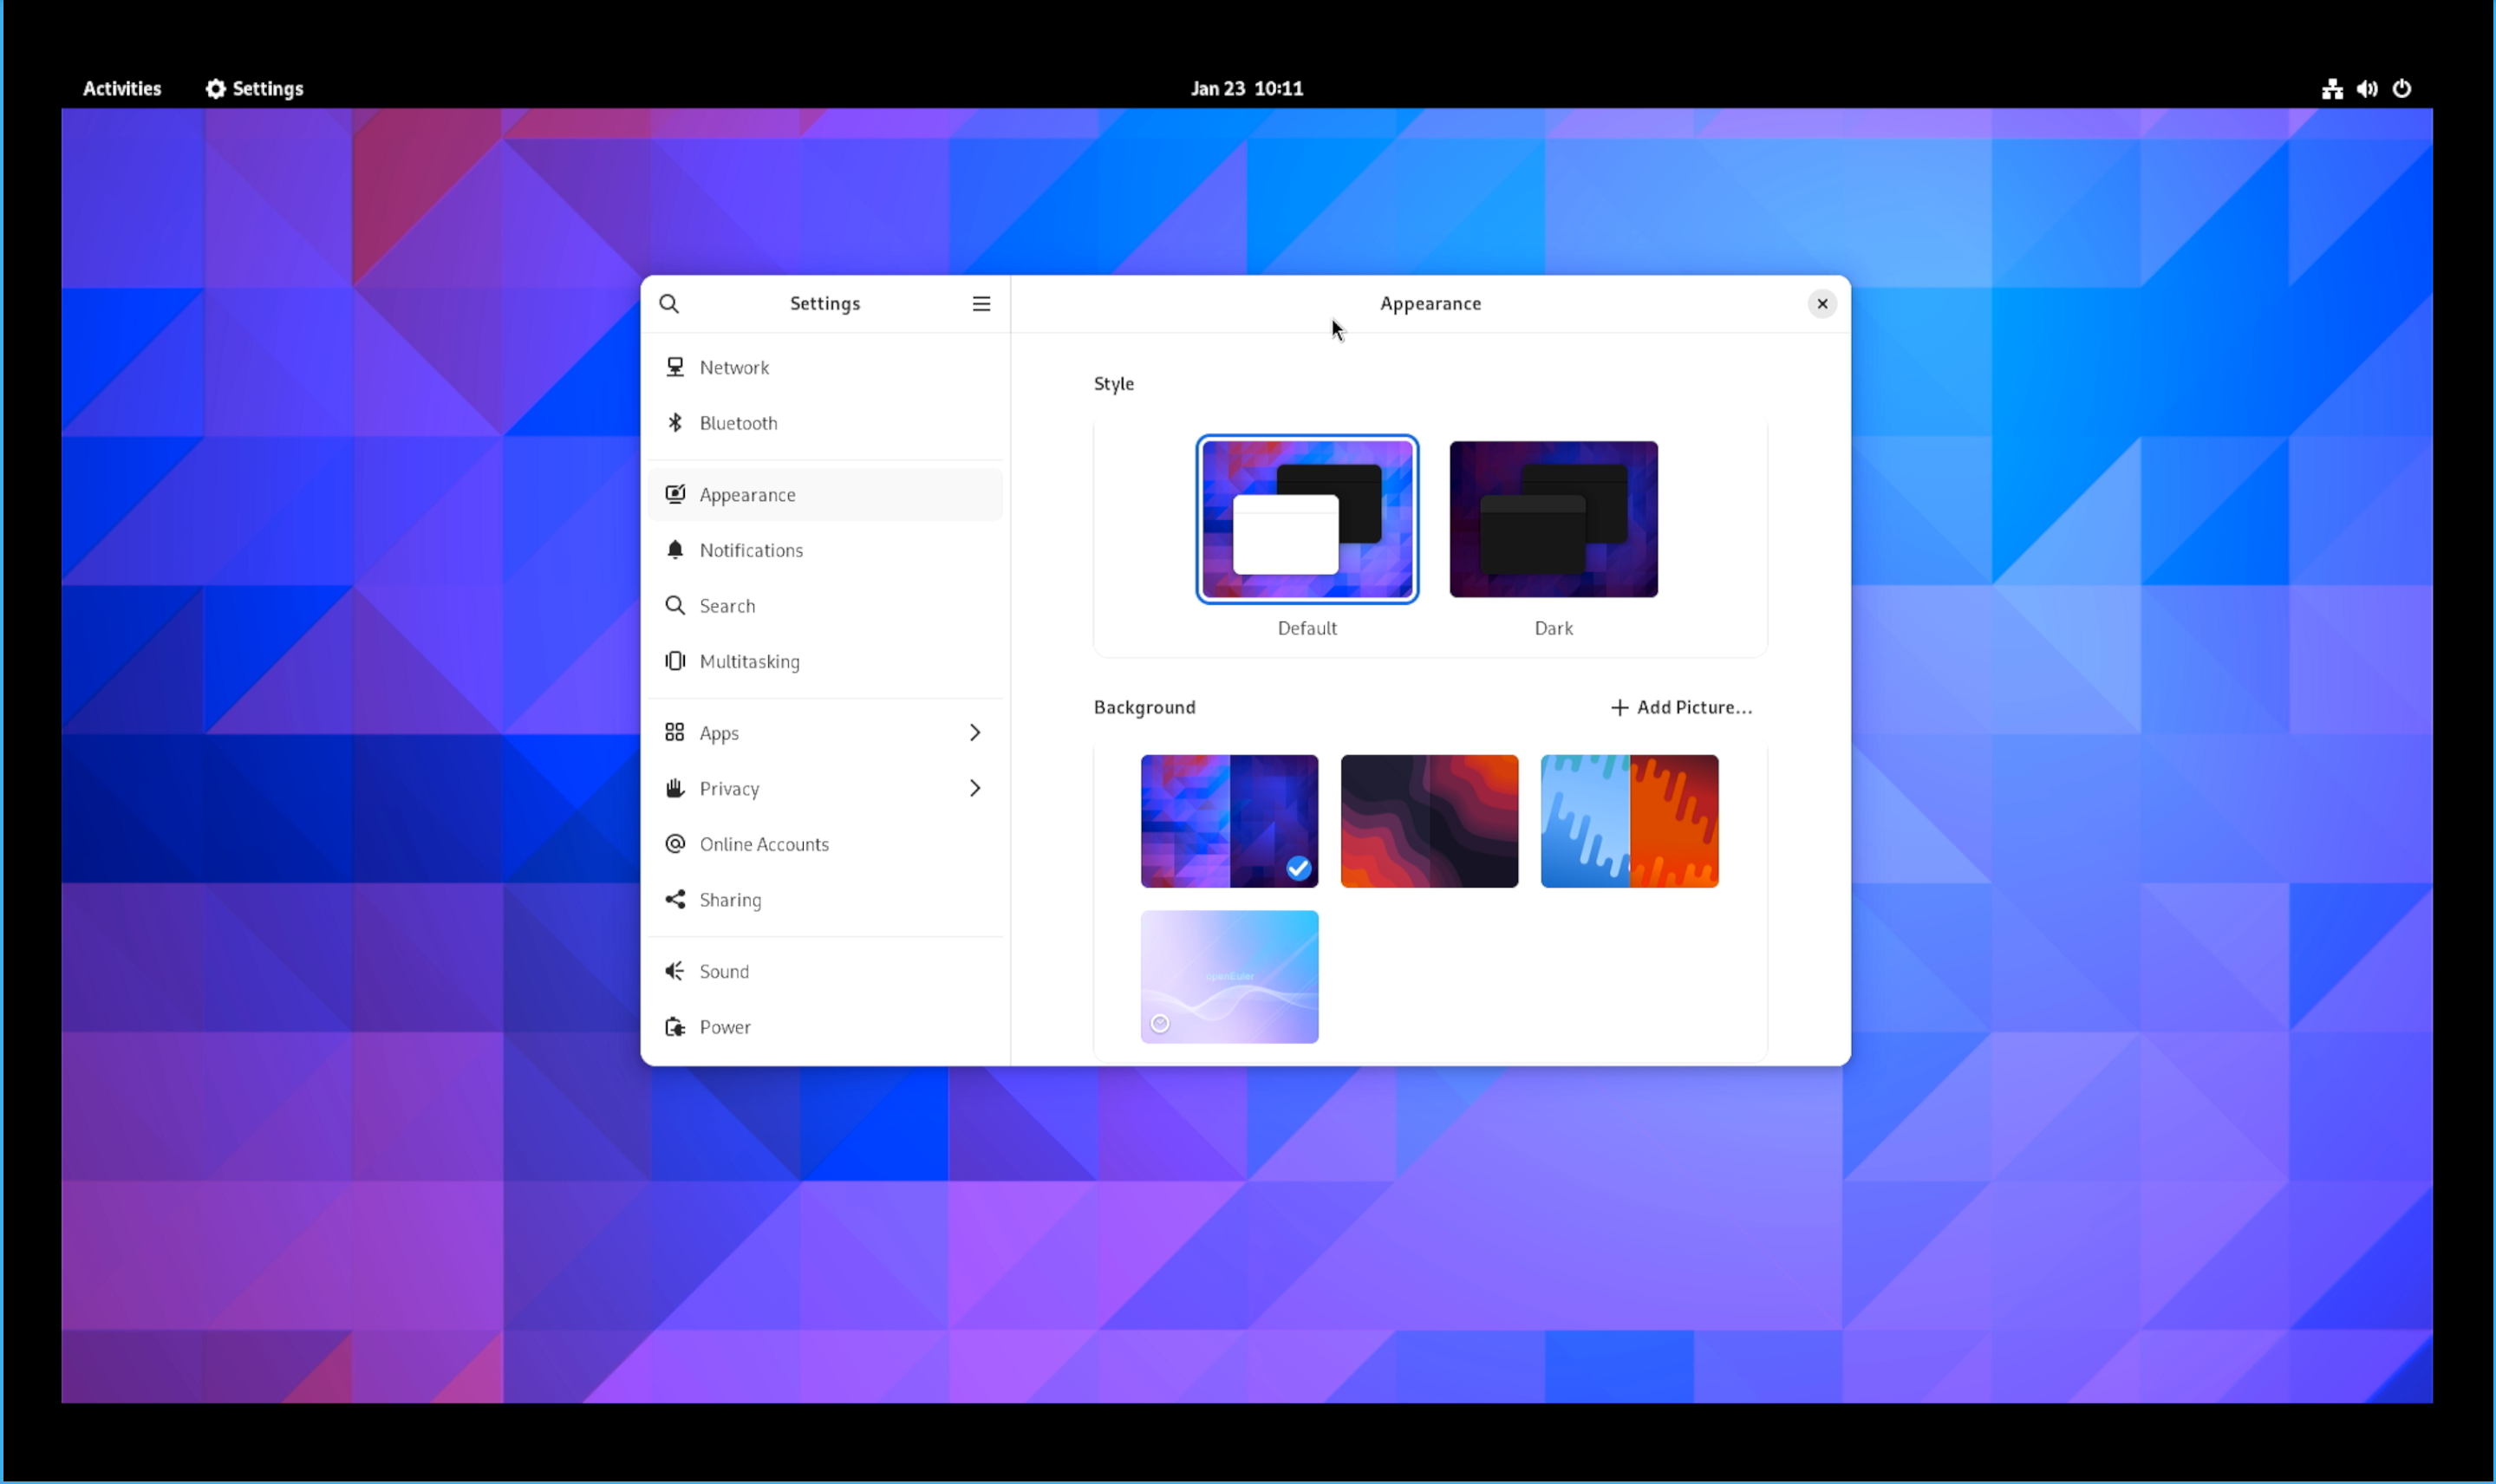 Activities Settings Jan 23 10:11
Settings
Appearance
Network
Bluetooth
Appearance
Notifications
Search
Multitasking
Apps
Privacy
Online Accounts
Sharing
Sound
Power
Style
Default Dark
Background + Add Picture...
openEuler